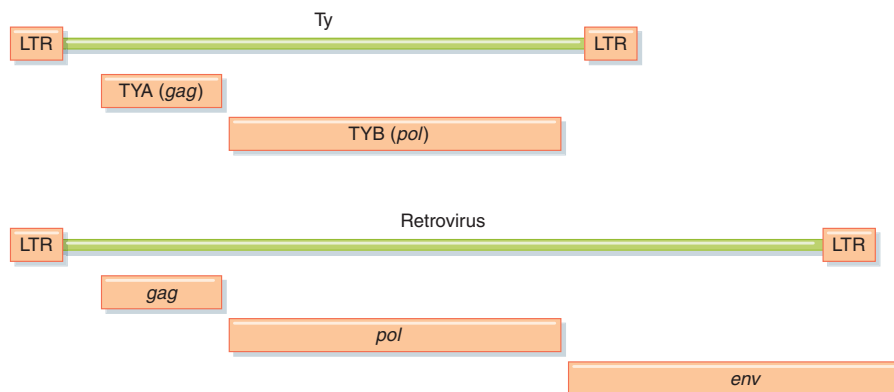 Ty
LTR LTR
TYA (gag)
TYB (pol)
Retrovirus
LTR LTR
gag
pol
env